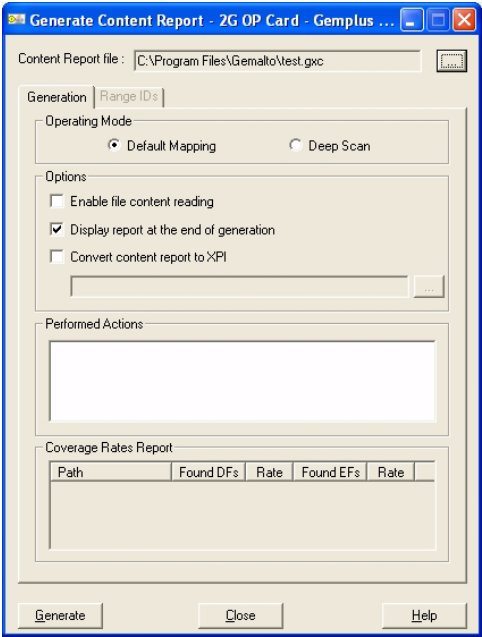 Generate Content Report - 2G OP Card - Gemplus ...
Content Report file : C:\Program Files\Gemalto\test.gxc ...
Generation Range IDs
Operating Mode
Default Mapping Deep Scan
Options
Enable file content reading
Display report at the end of generation
Convert content report to XPI
...
Performed Actions
Coverage Rates Report
Path Found DFs Rate Found EFs Rate
Generate Close Help